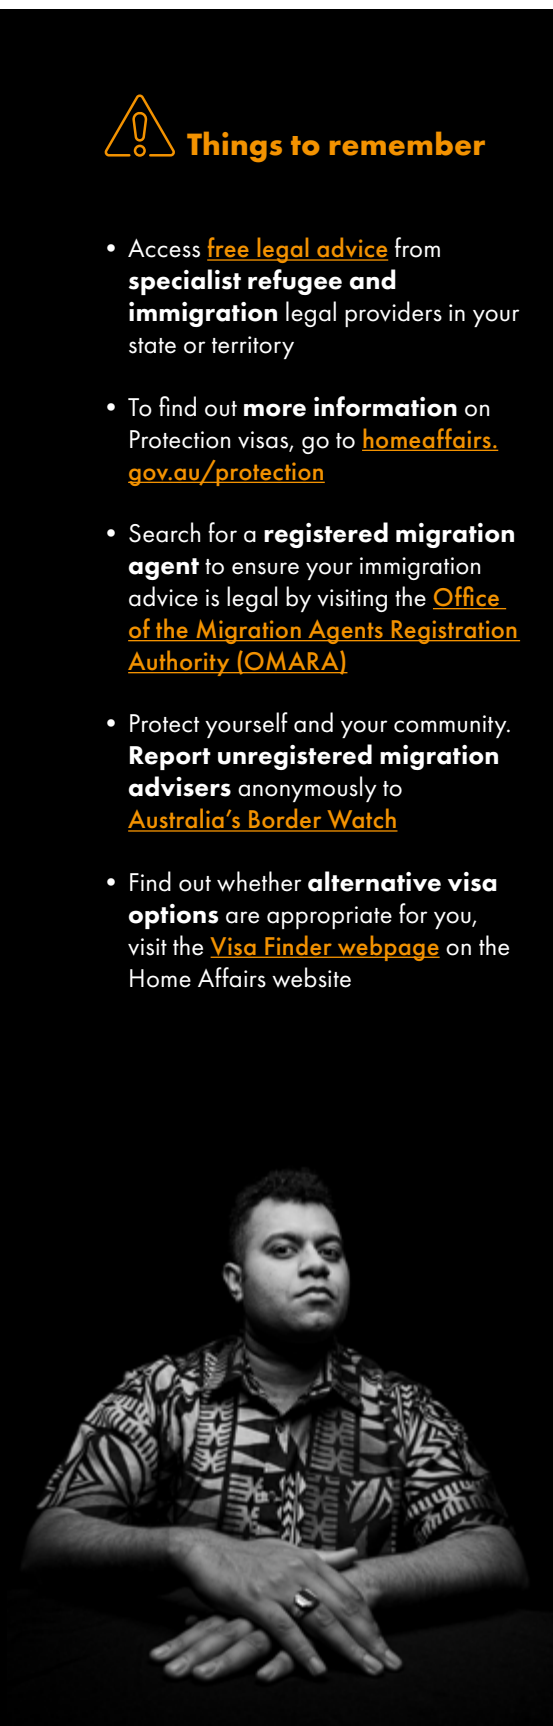 Things to remember
• Access free legal advice from
specialist refugee and
immigration legal providers in your
state or territory
• To find out more information on
Protection visas, go to homeaffairs.
gov.au/protection
• Search for a registered migration
agent to ensure your immigration
advice is legal by visiting the Office
of the Migration Agents Registration
Authority (OMARA)
• Protect yourself and your community.
Report unregistered migration
advisers anonymously to
Australia’s Border Watch
• Find out whether alternative visa
options are appropriate for you,
visit the Visa Finder webpage on the
Home Affairs website